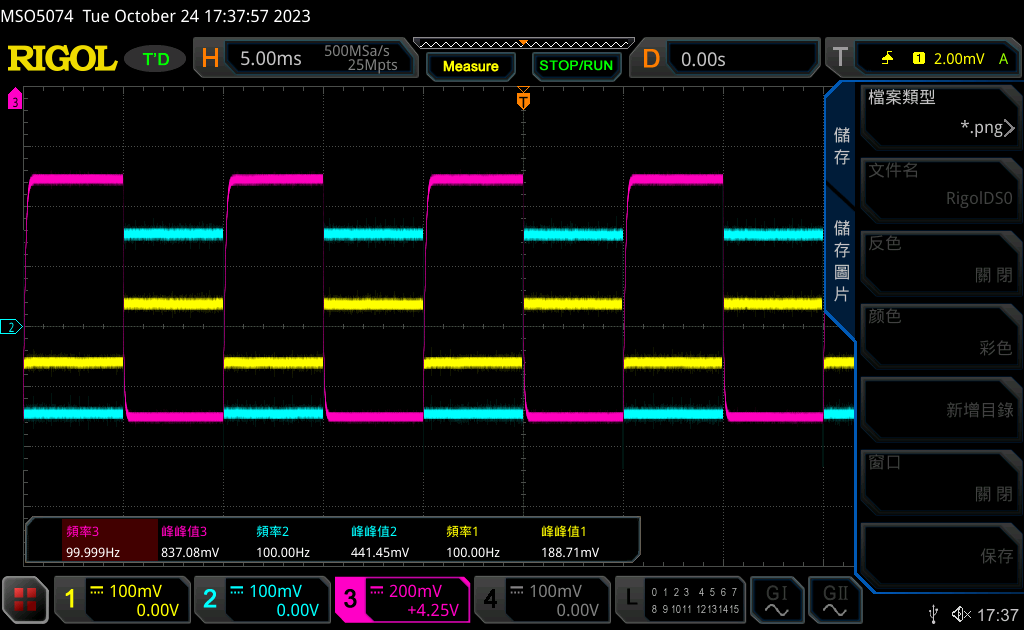 MSO5074 Tue October 24 17:37:57 2023
RIGOL T'D H 5.00ms 500MSa/s 25Mpts Measure STOP/RUN D 0.00s T 1 2.00mV A
3
T
2
儲存
儲存圖片
檔案類型
*.png
文件名
RigolDS0
反色
關閉
颜色
彩色
新增目錄
窗口
關閉
保存
頻率3 峰峰值3 頻率2 峰峰值2 頻率1 峰峰值1
99.999Hz 837.08mV 100.00Hz 441.45mV 100.00Hz 188.71mV
1 100mV 0.00V
2 100mV 0.00V
3 200mV +4.25V
4 100mV 0.00V
L 0 1 2 3 4 5 6 7
8 9 10 11 12 13 14 15
GI GII
17:37